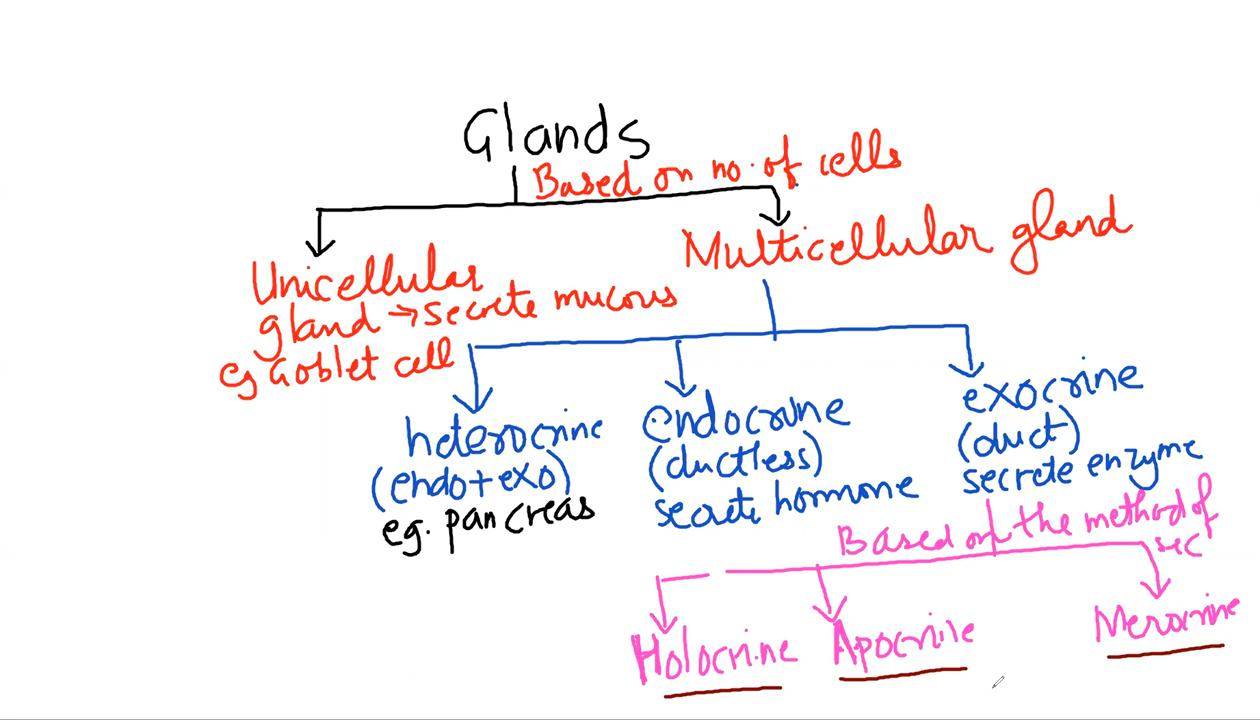 Glands
Based on no. of cells
Unicellular
gland → secrete mucous
eg Goblet cell
Multicellular gland
heterocrine
(endo+exo)
eg. pancreas
endocrine
(ductless)
secrete hormone
exocrine
(duct)
secrete enzyme
Based on the method of
secⁿ
Holocrine
Apocrine
Merocrine